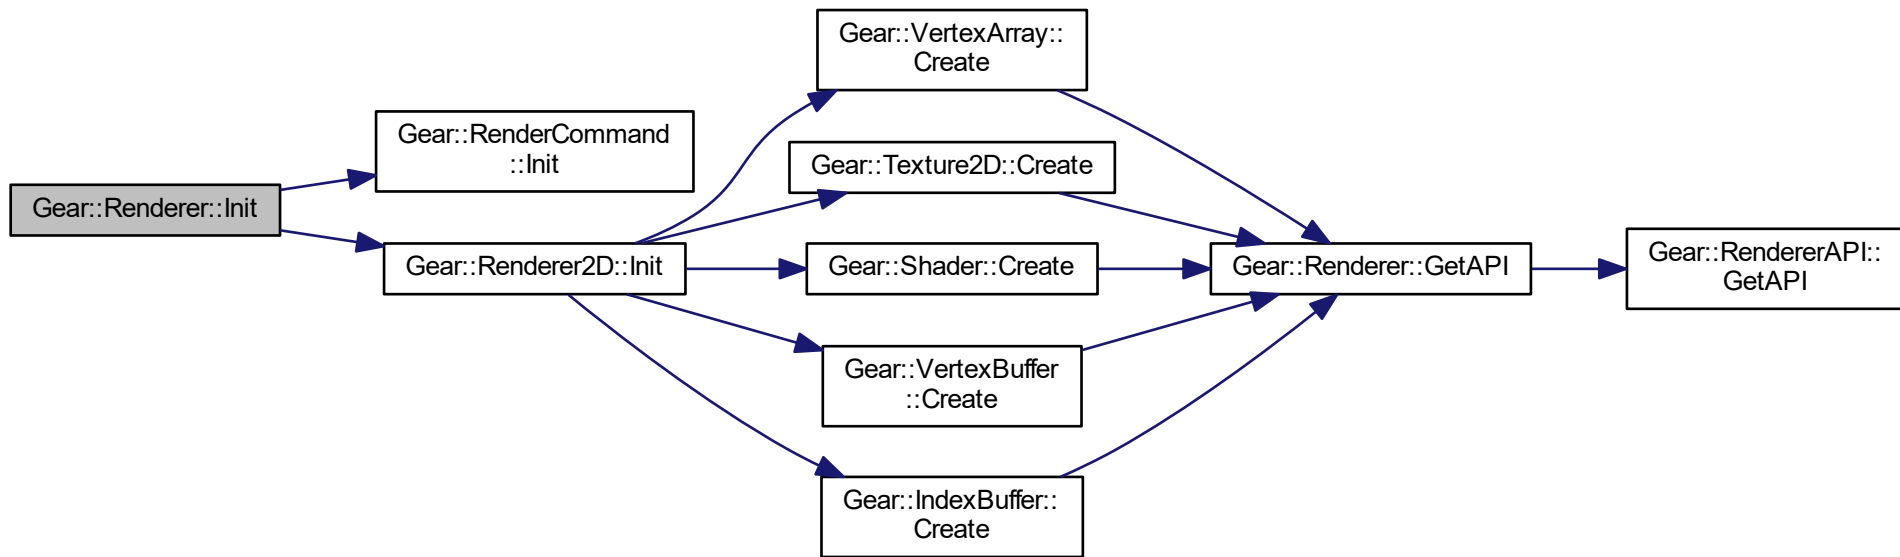 Gear::Renderer::Init
Gear::RenderCommand
::Init
Gear::Renderer2D::Init
Gear::VertexArray::
Create
Gear::Texture2D::Create
Gear::Shader::Create
Gear::VertexBuffer
::Create
Gear::IndexBuffer::
Create
Gear::Renderer::GetAPI
Gear::RendererAPI::
GetAPI